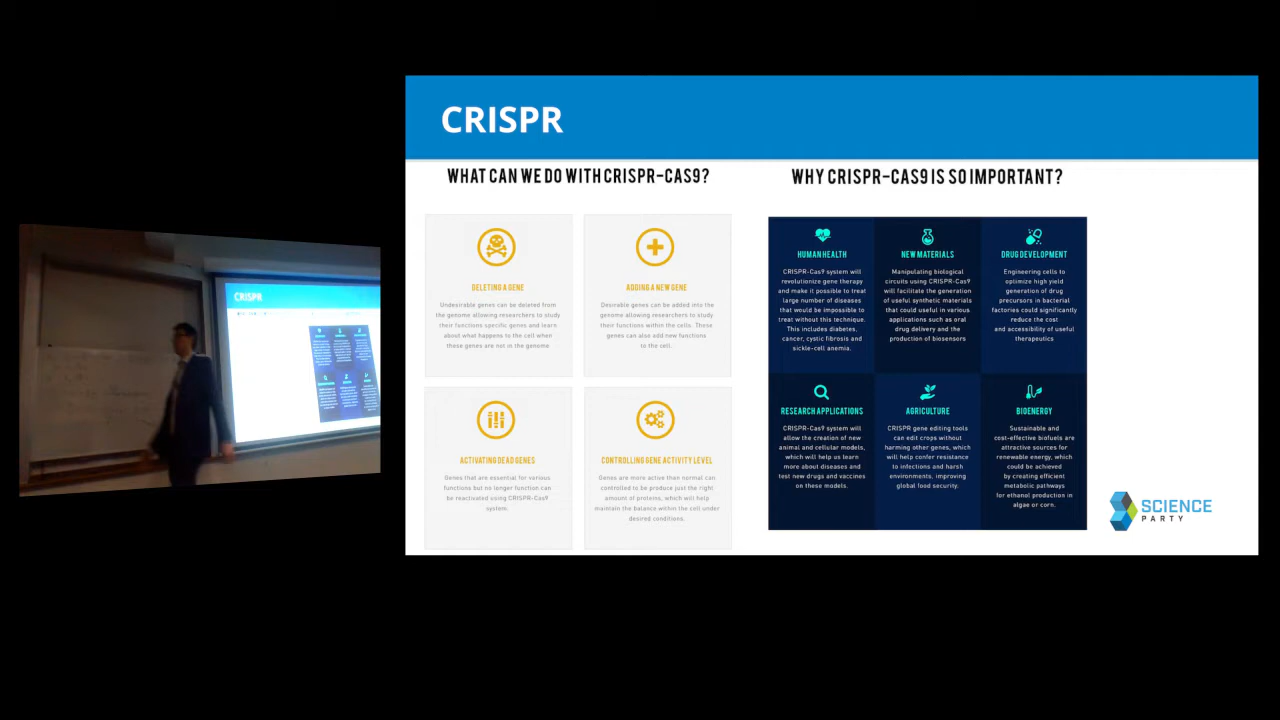 CRISPR
WHAT CAN WE DO WITH CRISPR-CAS9?
DELETING A GENE
Undesirable genes can be deleted from
the genome allowing researchers to study
their functions specific genes and learn
about what happens to the cell when
these genes are not in the genome
ADDING A NEW GENE
Desirable genes can be added into the
genome allowing researchers to study
their functions within the cells. These
genes can also add new functions
to the cell.
ACTIVATING DEAD GENES
Genes that are essential for various
functions but no longer function can
be reactivated using CRISPR-Cas9
system.
CONTROLLING GENE ACTIVITY LEVEL
Genes are more active then normal can
controlled to be produce just the right
amount of proteins, which will help
maintain the balance within the cell under
desired conditions.
WHY CRISPR-CAS9 IS SO IMPORTANT?
HUMAN HEALTH
CRISPR-Cas9 system will
revolutionize gene therapy
and make it possible to treat
large number of diseases
that would be impossible to
treat without this technique.
This includes diabetes,
cancer, cystic fibrosis and
sickle-cell anemia.
NEW MATERIALS
Manipulating biological
circuits using CRISPR-Cas9
will facilitate the generation
of useful synthetic materials
that could useful in various
applications such as oral
drug delivery and the
production of biosensors
DRUG DEVELOPMENT
Engineering cells to
optimize high yield
generation of drug
precursors in bacterial
factories could significantly
reduce the cost
and accessibility of useful
therapeutics
RESEARCH APPLICATIONS
CRISPR-Cas9 system will
allow the creation of new
animal and cellular models,
which will help us learn
more about diseases and
test new drugs and vaccines
on these models.
AGRICULTURE
CRISPR gene editing tools
can edit crops without
harming other genes, which
will help confer resistance
to infections and harsh
environments, improving
global food security.
BIOENERGY
Sustainable and
cost-effective biofuels are
attractive sources for
renewable energy, which
could be achieved
by creating efficient
metabolic pathways
for ethanol production in
algae or corn.
SCIENCE
PARTY
CRISPR